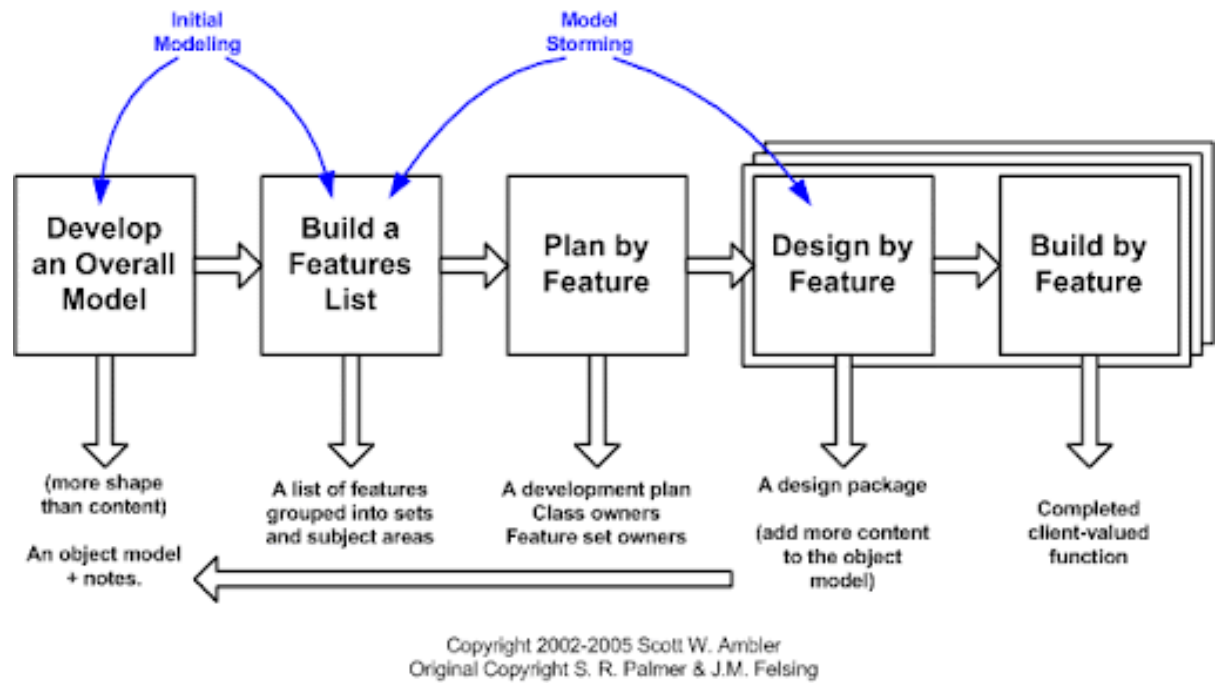 Initial
Modeling
Model
Storming
Develop
an Overall
Model
Build a
Features
List
Plan by
Feature
Design by
Feature
Build by
Feature
(more shape
than content)
An object model
+ notes.
A list of features
grouped into sets
and subject areas
A development plan
Class owners
Feature set owners
A design package
(add more content
to the object
model)
Completed
client-valued
function
Copyright 2002-2005 Scott W. Ambler
Original Copyright S. R. Palmer & J.M. Felsing